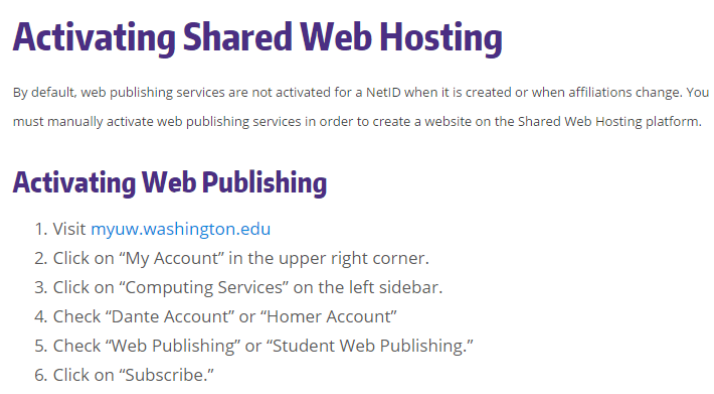 Activating Shared Web Hosting
By default, web publishing services are not activated for a NetID when it is created or when affiliations change. You
must manually activate web publishing services in order to create a website on the Shared Web Hosting platform.
Activating Web Publishing
1. Visit myuw.washington.edu
2. Click on “My Account” in the upper right corner.
3. Click on “Computing Services” on the left sidebar.
4. Check “Dante Account” or “Homer Account”
5. Check “Web Publishing” or “Student Web Publishing.”
6. Click on “Subscribe.”